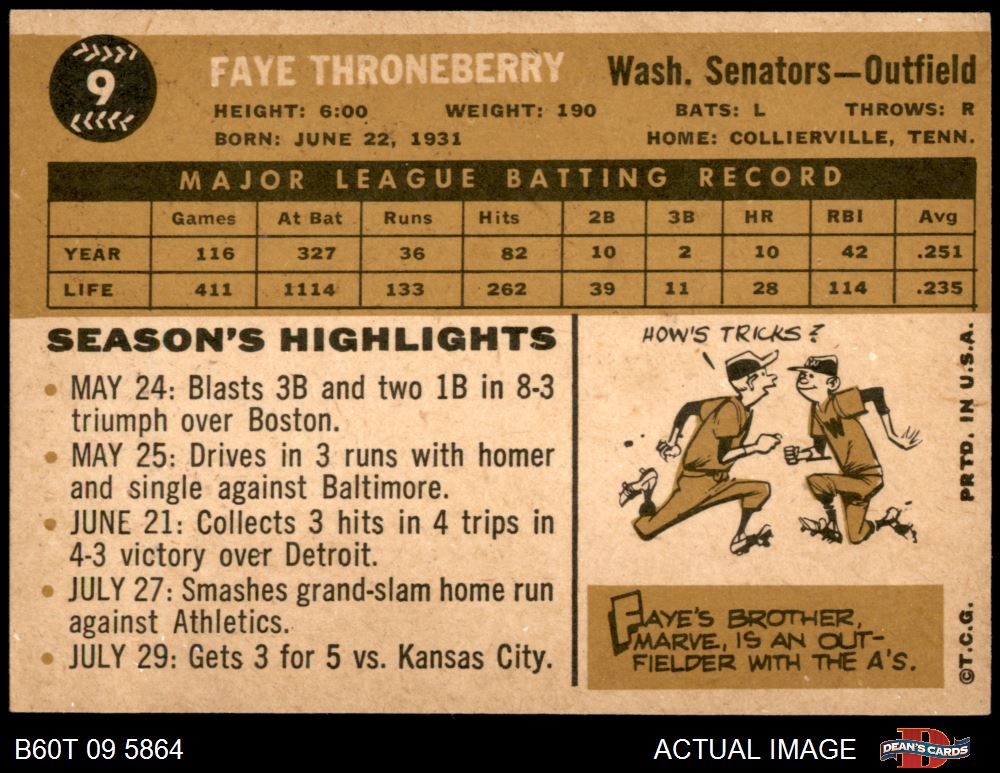 9
FAYE THRONEBERRY Wash. Senators—Outfield
HEIGHT: 6:00 WEIGHT: 190 BATS: L THROWS: R
BORN: JUNE 22, 1931 HOME: COLLIERVILLE, TENN.
MAJOR LEAGUE BATTING RECORD
Games At Bat Runs Hits 2B 3B HR RBI Avg
YEAR 116 327 36 82 10 2 10 42 .251
LIFE 411 1114 133 262 39 11 28 114 .235
SEASON'S HIGHLIGHTS
• MAY 24: Blasts 3B and two 1B in 8-3
triumph over Boston.
• MAY 25: Drives in 3 runs with homer
and single against Baltimore.
• JUNE 21: Collects 3 hits in 4 trips in
4-3 victory over Detroit.
• JULY 27: Smashes grand-slam home run
against Athletics.
• JULY 29: Gets 3 for 5 vs. Kansas City.
HOW'S TRICKS?
W
FAYE'S BROTHER,
MARVE, IS AN OUT-
FIELDER WITH THE A'S.
©T.C.G. PRTD. IN U.S.A.
B60T 09 5864 ACTUAL IMAGE DEAN'S CARDS